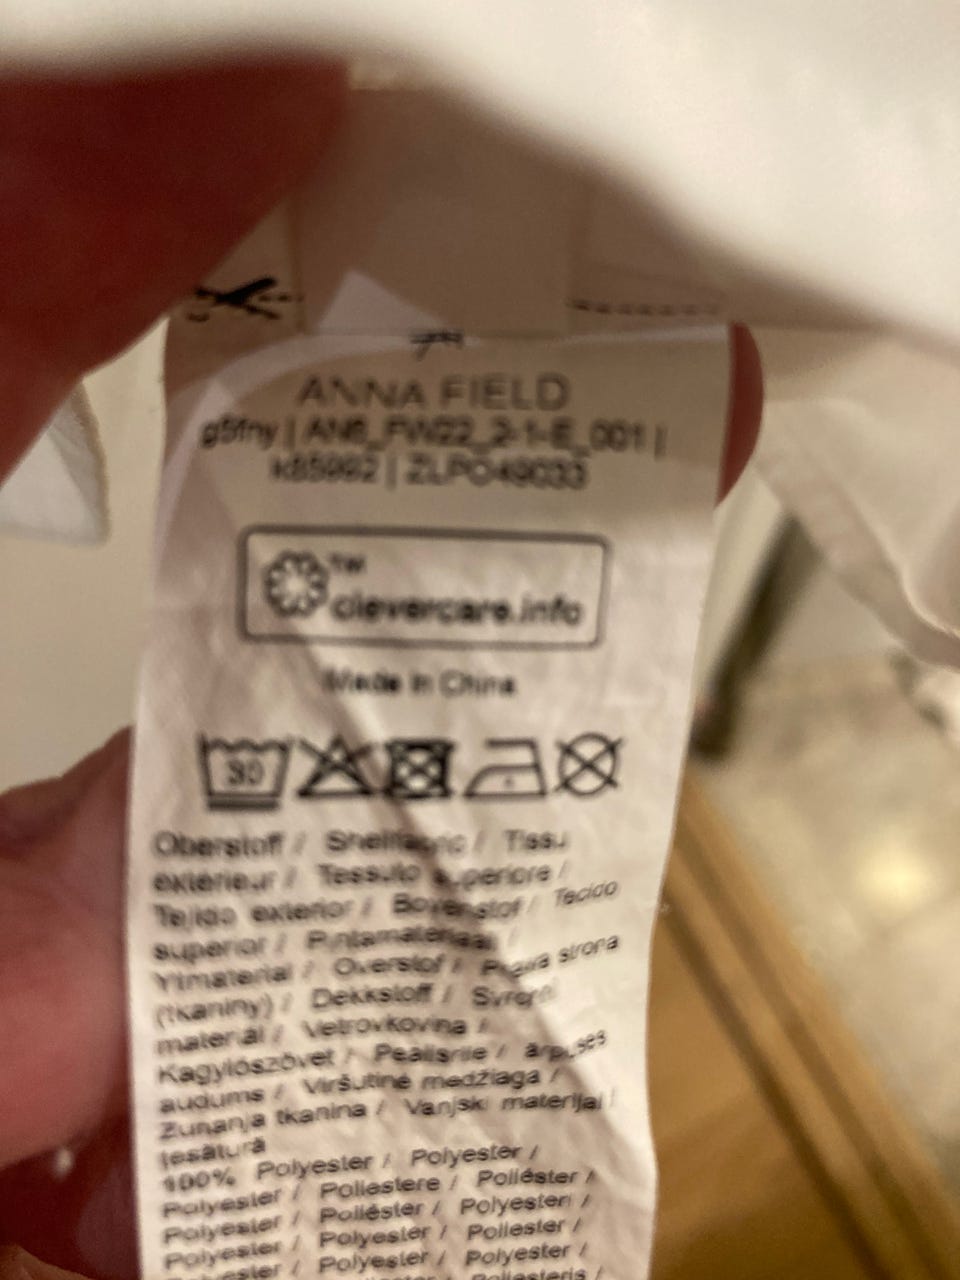 ANNA FIELD
g5fny | AN6_FW22_2-1-E_001 |
k85992 | ZLPO49033
TM
clevercare.info
Made in China
30
Oberstoff / Shellfabric / Tissu
extérieur / Tessuto superiore /
Tejido exterior / Bovenstof / Tecido
superior / Pintamateriaali /
Ytmaterial / Overstof / Prawa strona
(tkaniny) / Dekkstoff / Svrchní
materiál / Vetrovkovina /
Kagylószövet / Pealisriie / ārpuses
audums / Viršutinė medžiaga /
Zunanja tkanina / Vanjski materijal /
țesătură
100% Polyester / Polyester /
Polyester / Poliestere / Poliéster /
Polyester / Poliéster / Polyesteri /
Polyester / Polyester / Poliester /
Polyester / Polyester / Polyester /